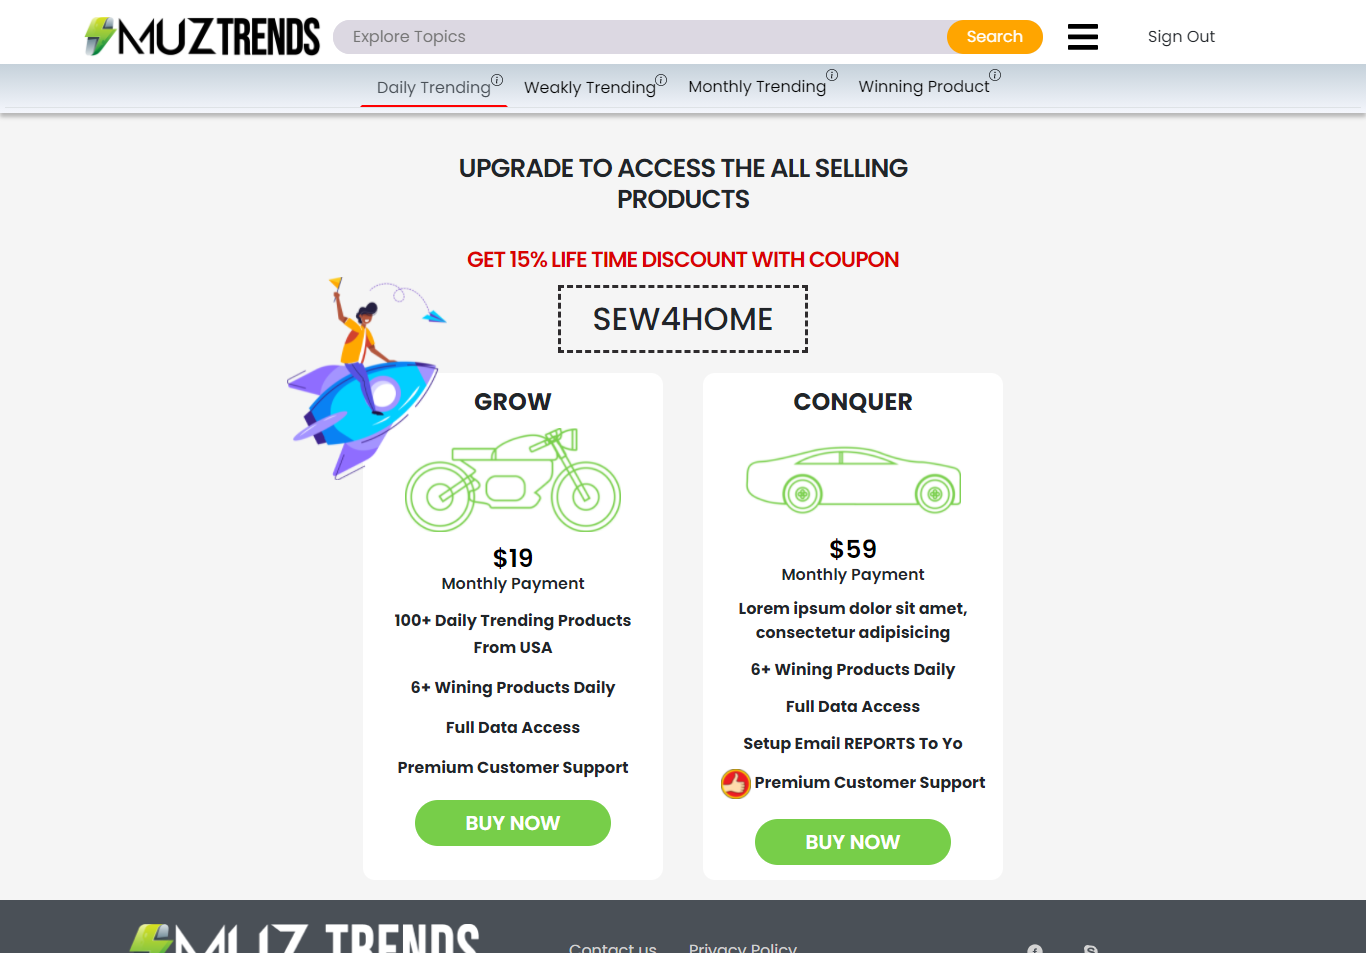 MUZTRENDS
Explore Topics
Search
Sign Out
Daily Trending
Weakly Trending
Monthly Trending
Winning Product
UPGRADE TO ACCESS THE ALL SELLING
PRODUCTS
GET 15% LIFE TIME DISCOUNT WITH COUPON
SEW4HOME
GROW
$19
Monthly Payment
100+ Daily Trending Products
From USA
6+ Wining Products Daily
Full Data Access
Premium Customer Support
BUY NOW
CONQUER
$59
Monthly Payment
Lorem ipsum dolor sit amet,
consectetur adipisicing
6+ Wining Products Daily
Full Data Access
Setup Email REPORTS To Yo
Premium Customer Support
BUY NOW
MUZ TRENDS
Contact us
Privacy Policy